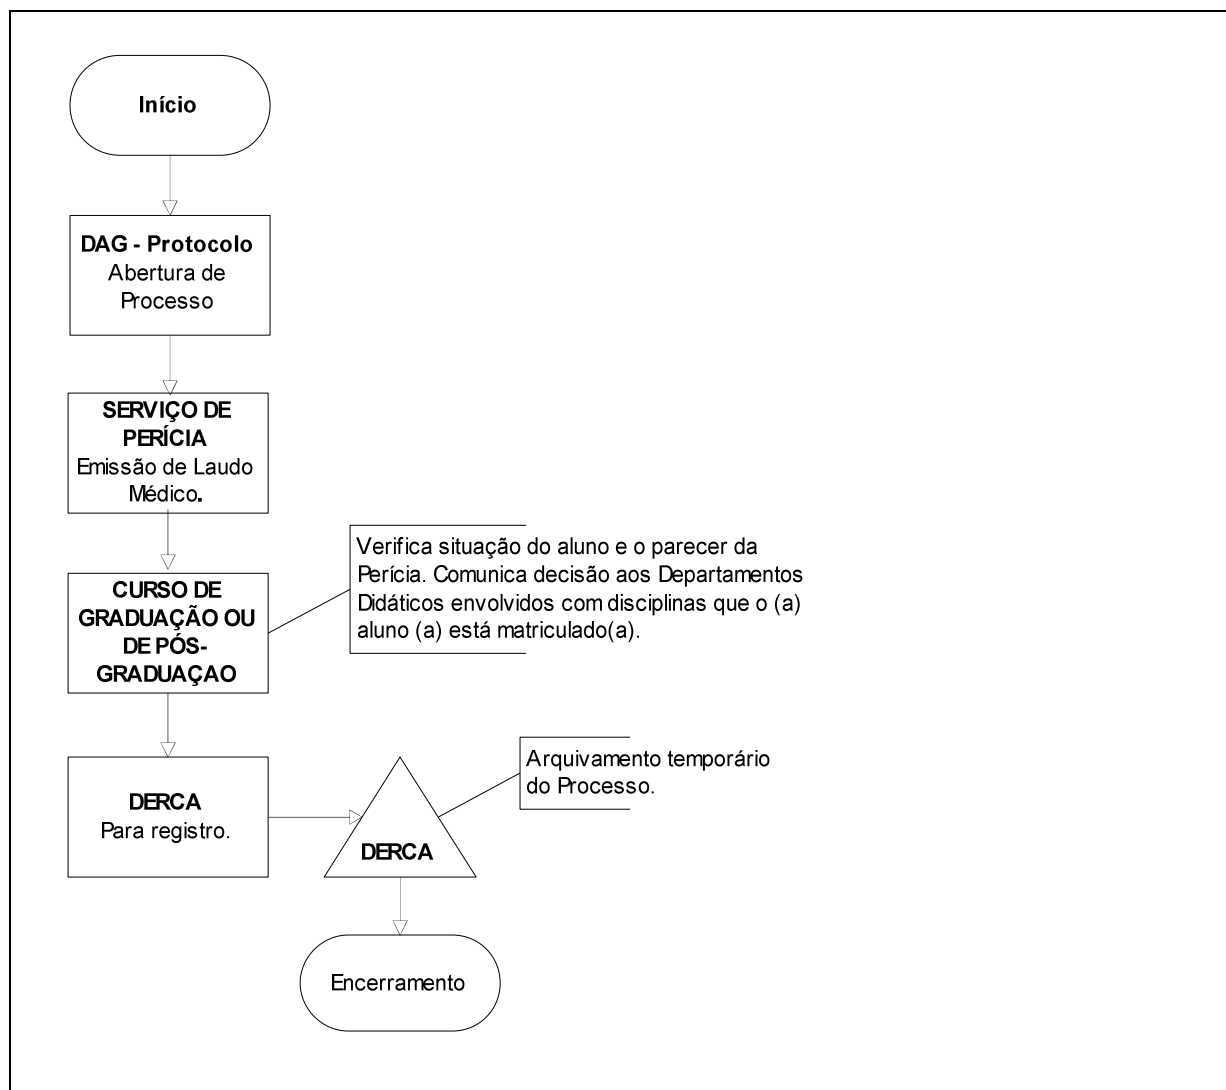 Início
DAG - Protocolo
Abertura de
Processo
SERVIÇO DE
PERÍCIA
Emissão de Laudo
Médico.
CURSO DE
GRADUAÇÃO OU
DE PÓS-
GRADUAÇAO
Verifica situação do aluno e o parecer da
Perícia. Comunica decisão aos Departamentos
Didáticos envolvidos com disciplinas que o (a)
aluno (a) está matriculado(a).
DERCA
Para registro.
DERCA
Arquivamento temporário
do Processo.
Encerramento